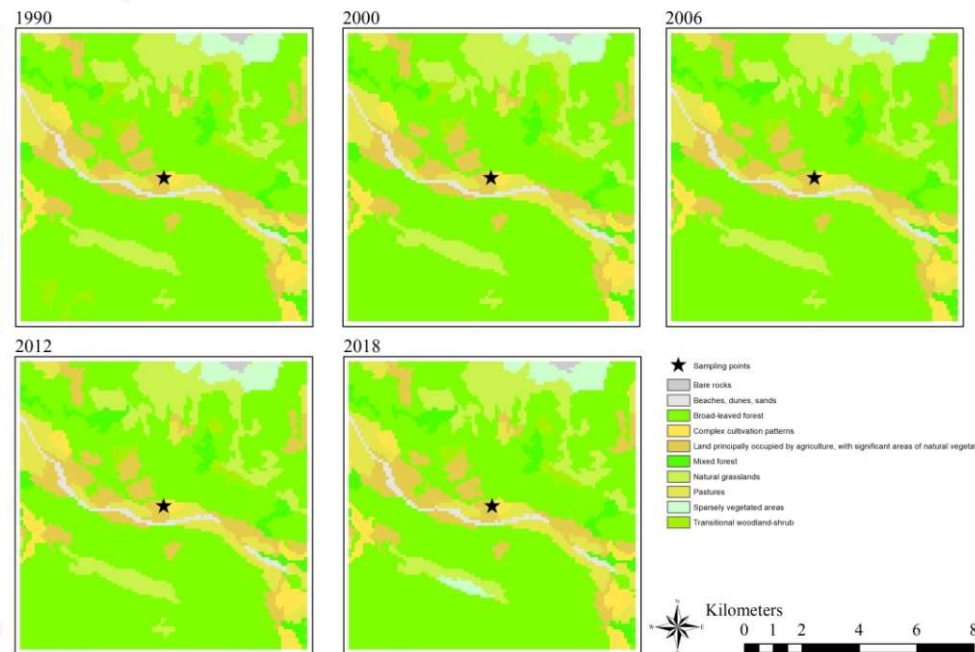 1990
2000
2006
2012
2018
Sampling points
Bare rocks
Beaches, dunes, sands
Broad-leaved forest
Complex cultivation patterns
Land principally occupied by agriculture, with significant areas of natural vegeta
Mixed forest
Natural grasslands
Pastures
Sparsely vegetated areas
Transitional woodland-shrub
N
W
E
S
Kilometers
0 1 2 4 6 8